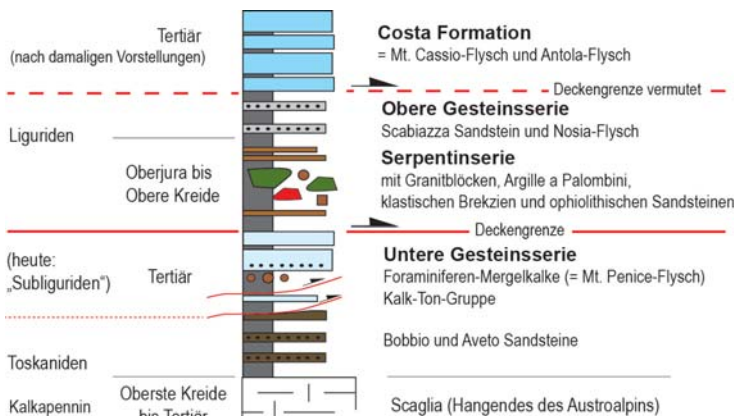 Tertiär
(nach damaligen Vorstellungen)
Costa Formation
= Mt. Cassio-Flysch und Antola-Flysch
Deckengrenze vermutet
Liguriden
Obere Gesteinsserie
Scabiazza Sandstein und Nosia-Flysch
Oberjura bis
Obere Kreide
Serpentinserie
mit Granitblöcken, Argille a Palombini,
klastischen Brekzien und ophiolithischen Sandsteinen
Deckengrenze
(heute:
„Subliguriden“)
Tertiär
Untere Gesteinsserie
Foraminiferen-Mergelkalke (= Mt. Penice-Flysch)
Kalk-Ton-Gruppe
Bobbio und Aveto Sandsteine
Toskaniden
Kalkapennin
Oberste Kreide
bis Tertiär
Scaglia (Hangendes des Austroalpins)